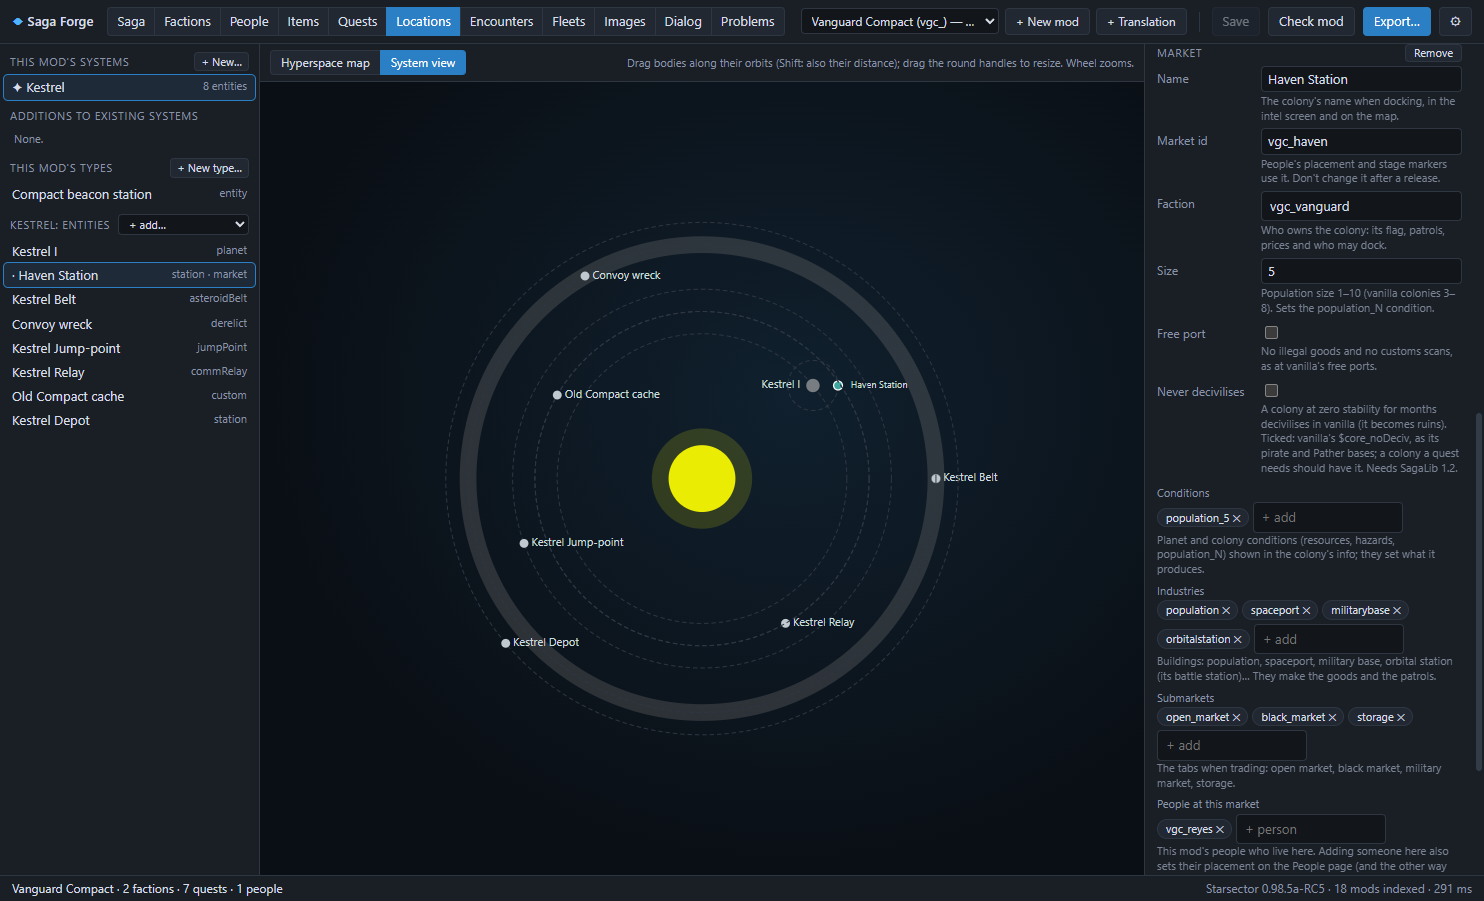 Saga Forge
Saga
Factions
People
Items
Quests
Locations
Encounters
Fleets
Images
Dialog
Problems
Vanguard Compact (vgc_) — ...
+ New mod
+ Translation
Save
Check mod
Export...
THIS MOD'S SYSTEMS
+ New...
Kestrel
8 entities
ADDITIONS TO EXISTING SYSTEMS
None.
THIS MOD'S TYPES
+ New type...
Compact beacon station
entity
KESTREL: ENTITIES
+ add...
Kestrel I
planet
· Haven Station
station · market
Kestrel Belt
asteroidBelt
Convoy wreck
derelict
Kestrel Jump-point
jumpPoint
Kestrel Relay
commRelay
Old Compact cache
custom
Kestrel Depot
station
Hyperspace map
System view
Drag bodies along their orbits (Shift: also their distance); drag the round handles to resize. Wheel zooms.
Convoy wreck
Kestrel I
Haven Station
Old Compact cache
Kestrel Belt
Kestrel Jump-point
Kestrel Relay
Kestrel Depot
MARKET
Remove
Name
Haven Station
The colony's name when docking, in the
intel screen and on the map.
Market id
vgc_haven
People's placement and stage markers
use it. Don't change it after a release.
Faction
vgc_vanguard
Who owns the colony: its flag, patrols,
prices and who may dock.
Size
5
Population size 1–10 (vanilla colonies 3–
8). Sets the population_N condition.
Free port
No illegal goods and no customs scans,
as at vanilla's free ports.
Never decivilises
A colony at zero stability for months
decivilises in vanilla (it becomes ruins).
Ticked: vanilla's $core_noDeciv, as its
pirate and Pather bases; a colony a quest
needs should have it. Needs SagaLib 1.2.
Conditions
population_5 ×
+ add
Planet and colony conditions (resources, hazards,
population_N) shown in the colony's info; they set what it
produces.
Industries
population ×
spaceport ×
militarybase ×
orbitalstation ×
+ add
Buildings: population, spaceport, military base, orbital station
(its battle station)... They make the goods and the patrols.
Submarkets
open_market ×
black_market ×
storage ×
+ add
The tabs when trading: open market, black market, military
market, storage.
People at this market
vgc_reyes ×
+ person
This mod's people who live here. Adding someone here also
sets their placement on the People page (and the other way
Vanguard Compact · 2 factions · 7 quests · 1 people
Starsector 0.98.5a-RC5 · 18 mods indexed · 291 ms